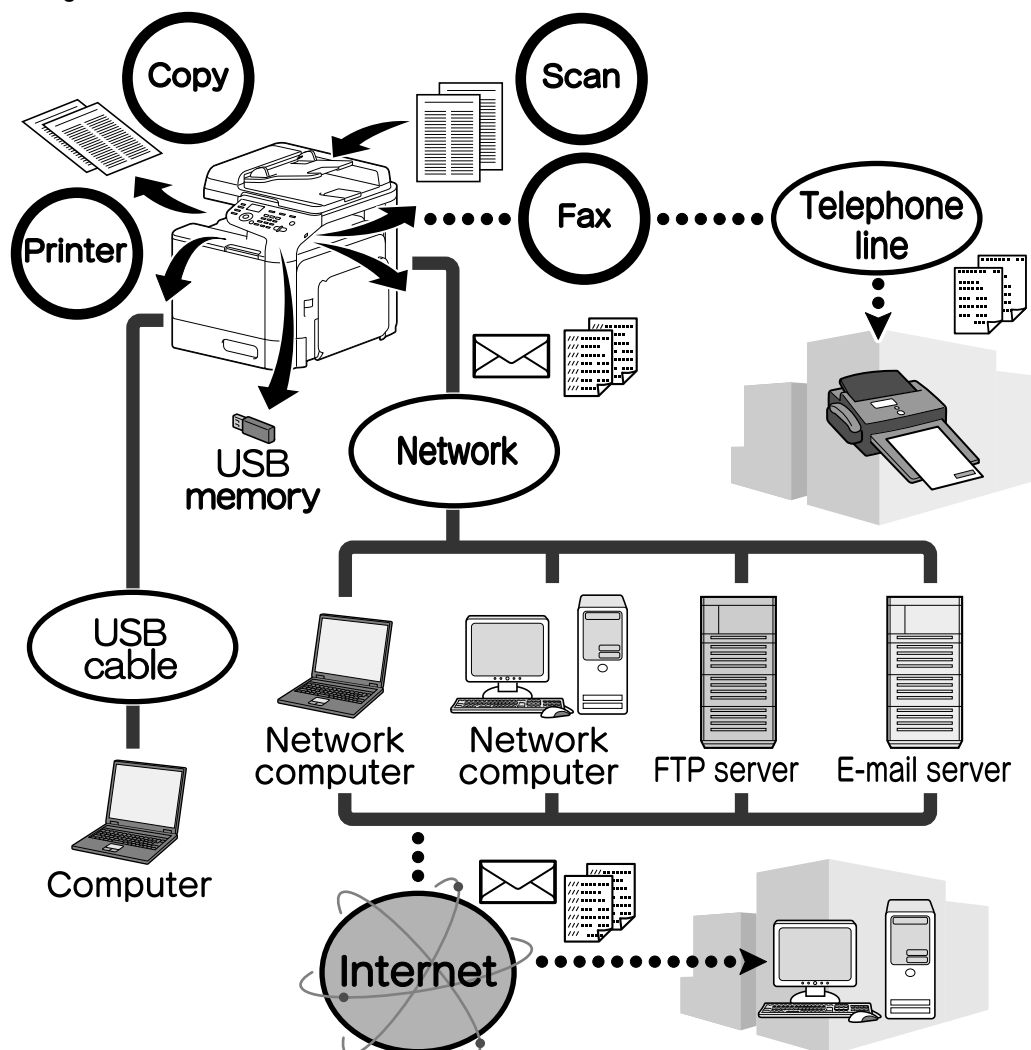 Copy
Scan
Printer
Fax
Telephone
line
USB
memory
Network
USB
cable
Network
computer
Network
computer
FTP server
E-mail server
Computer
Internet